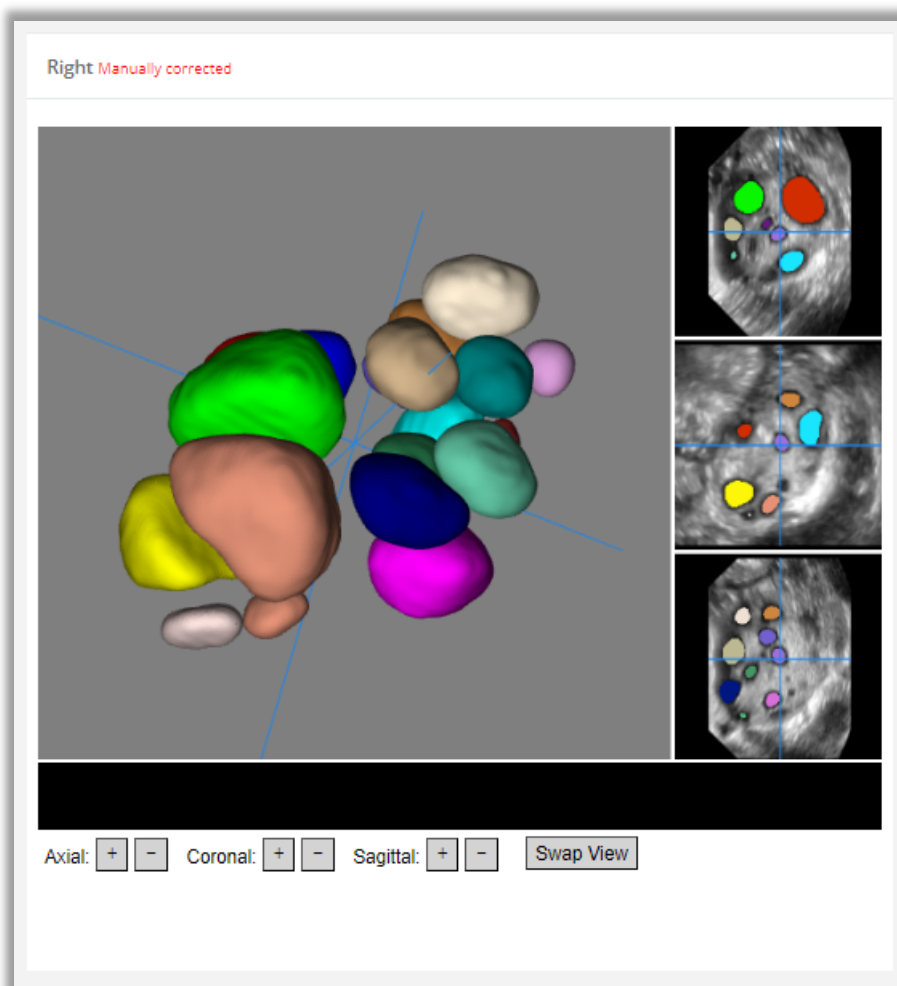 Right Manually corrected
Axial: + − Coronal: + − Sagittal: + − Swap View